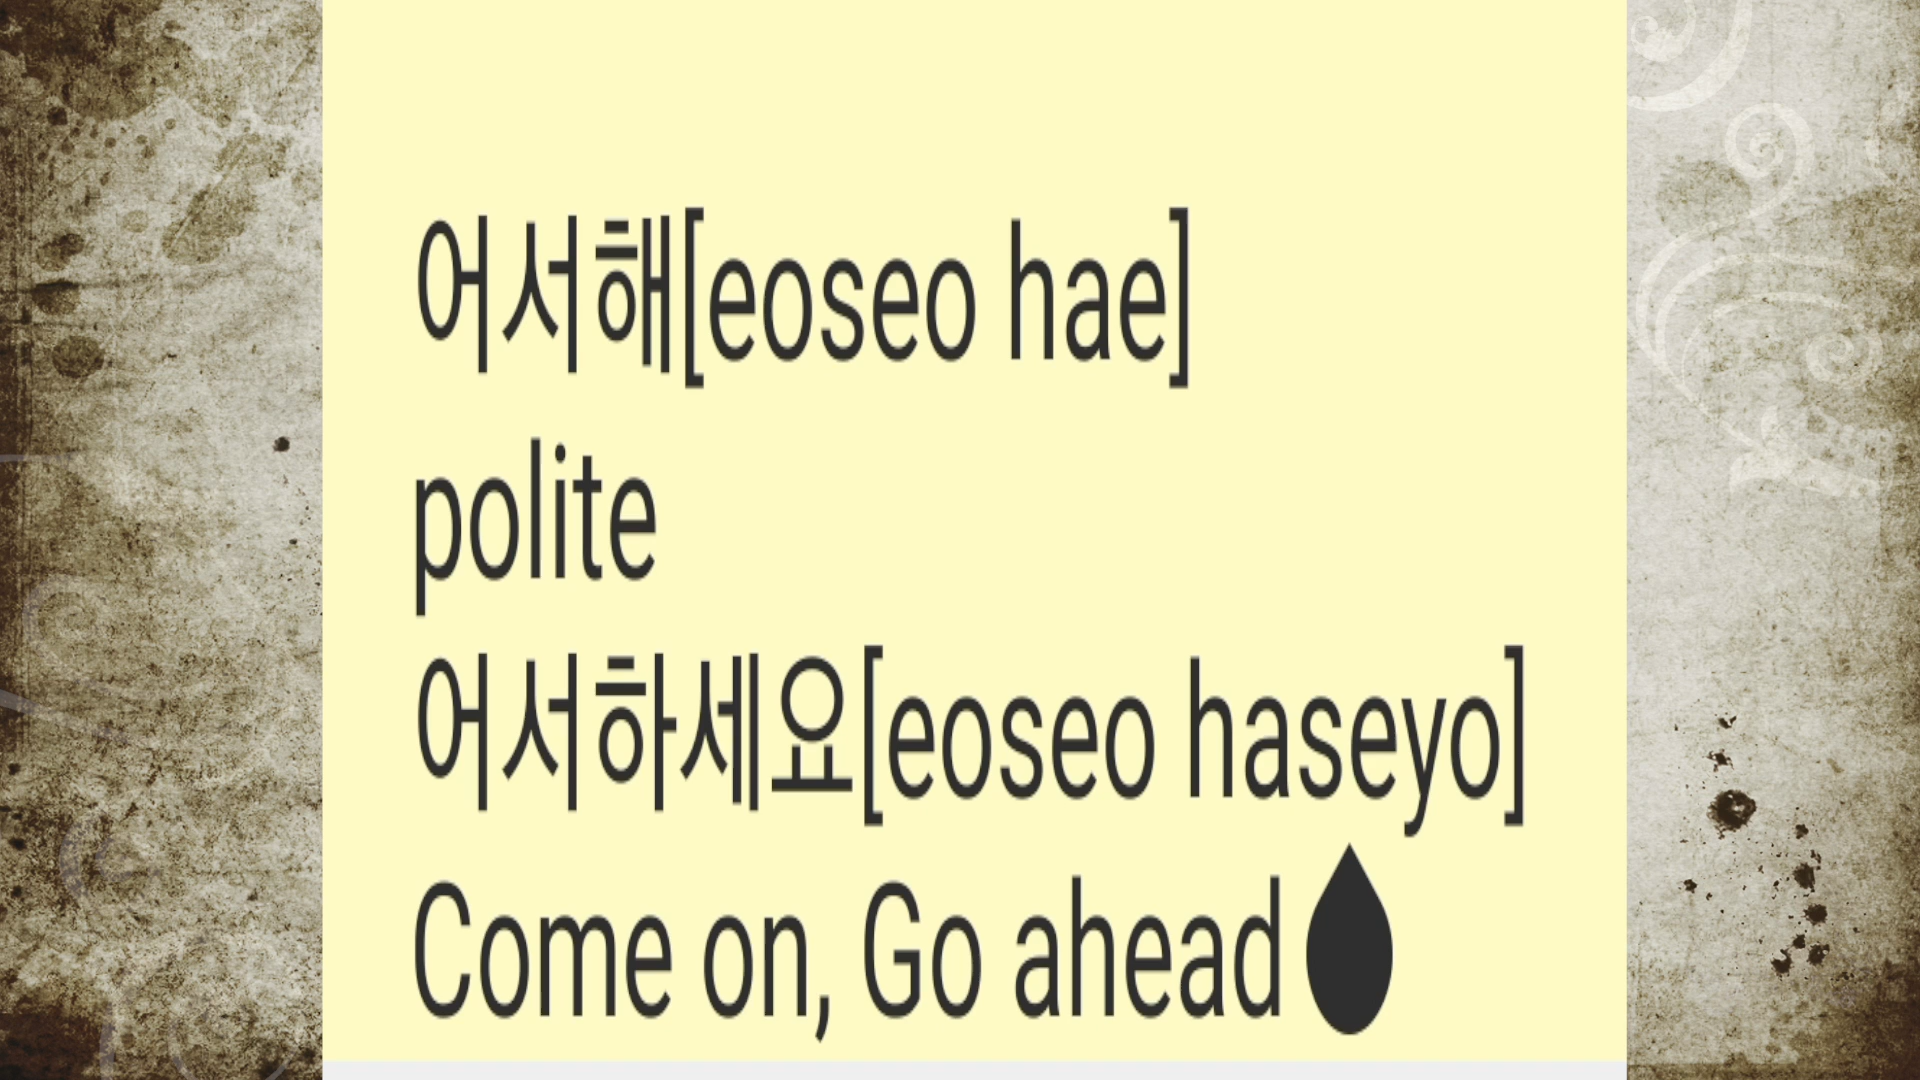 어서해[eoseo hae]
polite
어서하세요[eoseo haseyo]
Come on, Go ahead